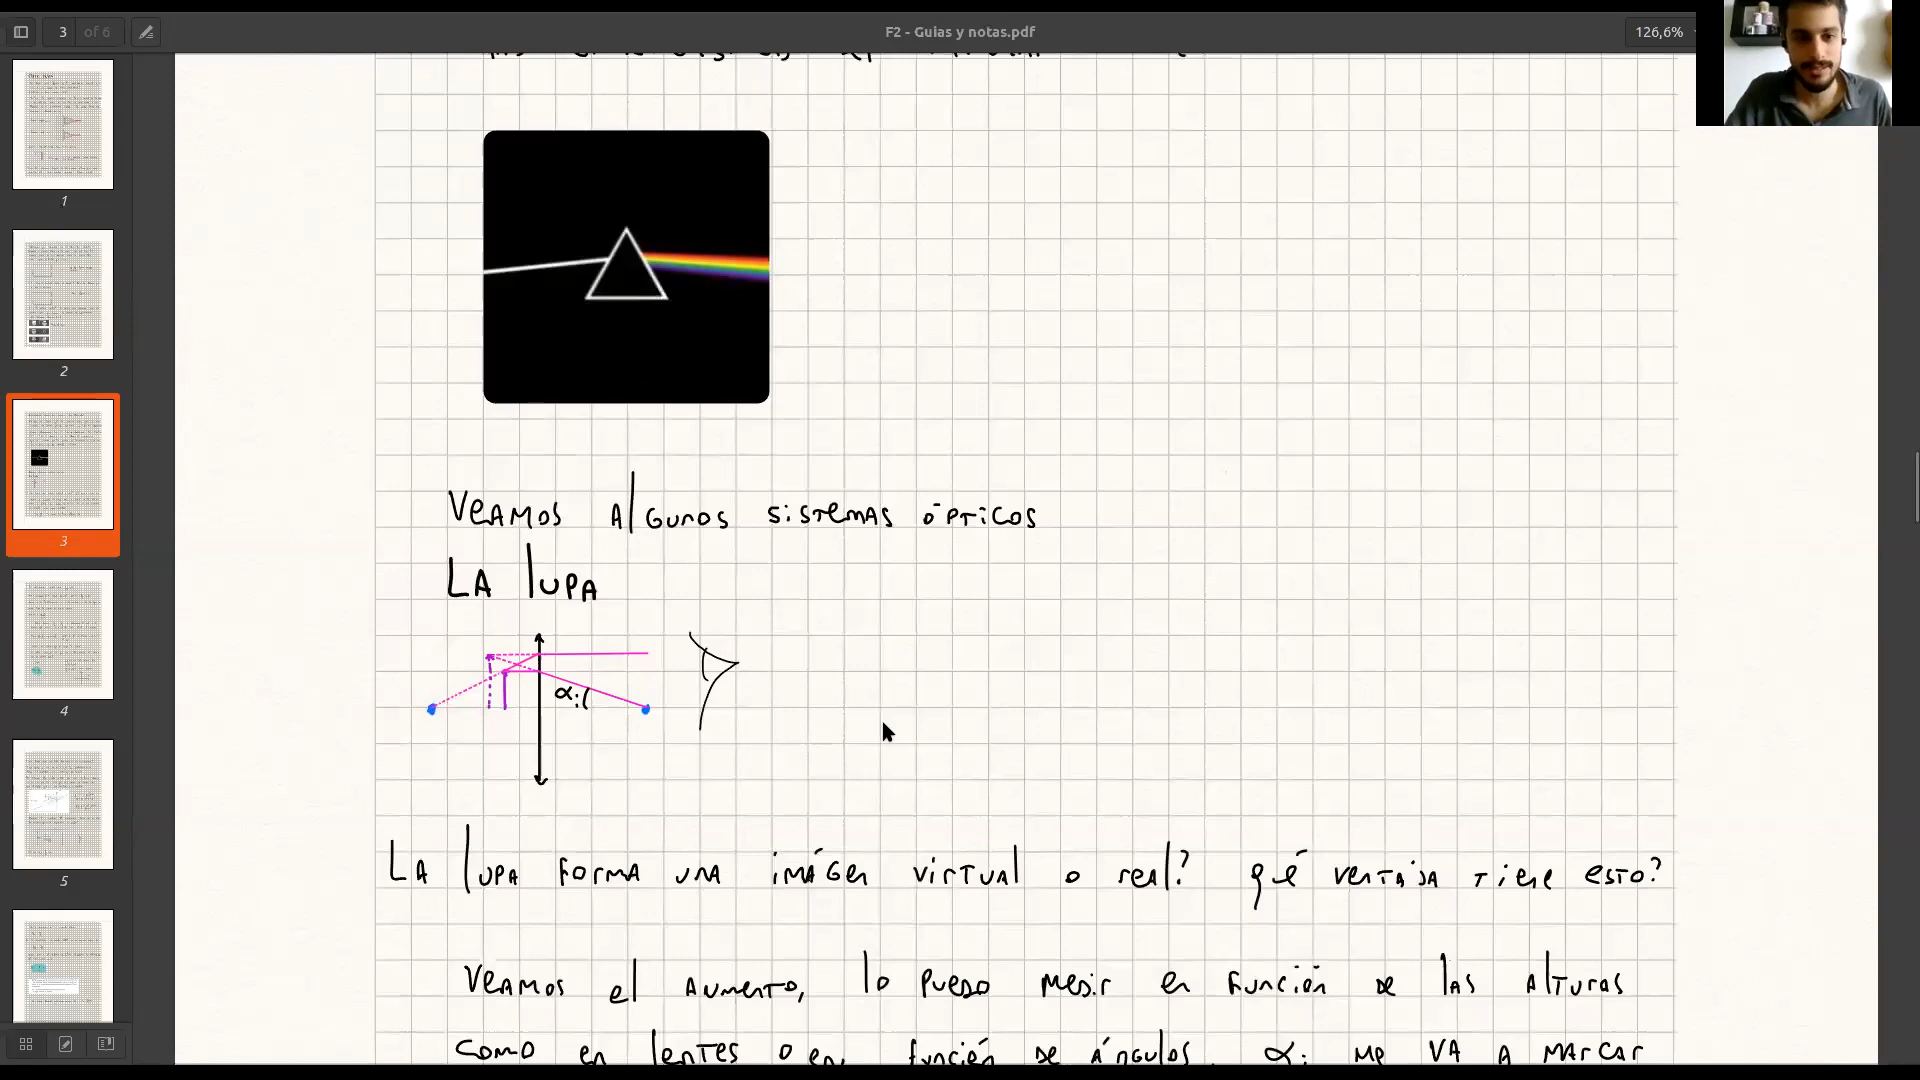 3 of 6
F2 - Guias y notas.pdf
126,6%
1
2
3
4
5
Veamos algunos sistemas ópticos
La lupa
αi
La lupa forma una imágen virtual o real? qué ventaja tiene esto?
Veamos el aumento, lo puedo medir en función de las alturas
como en lentes o en función de ángulos. αi me va a marcar